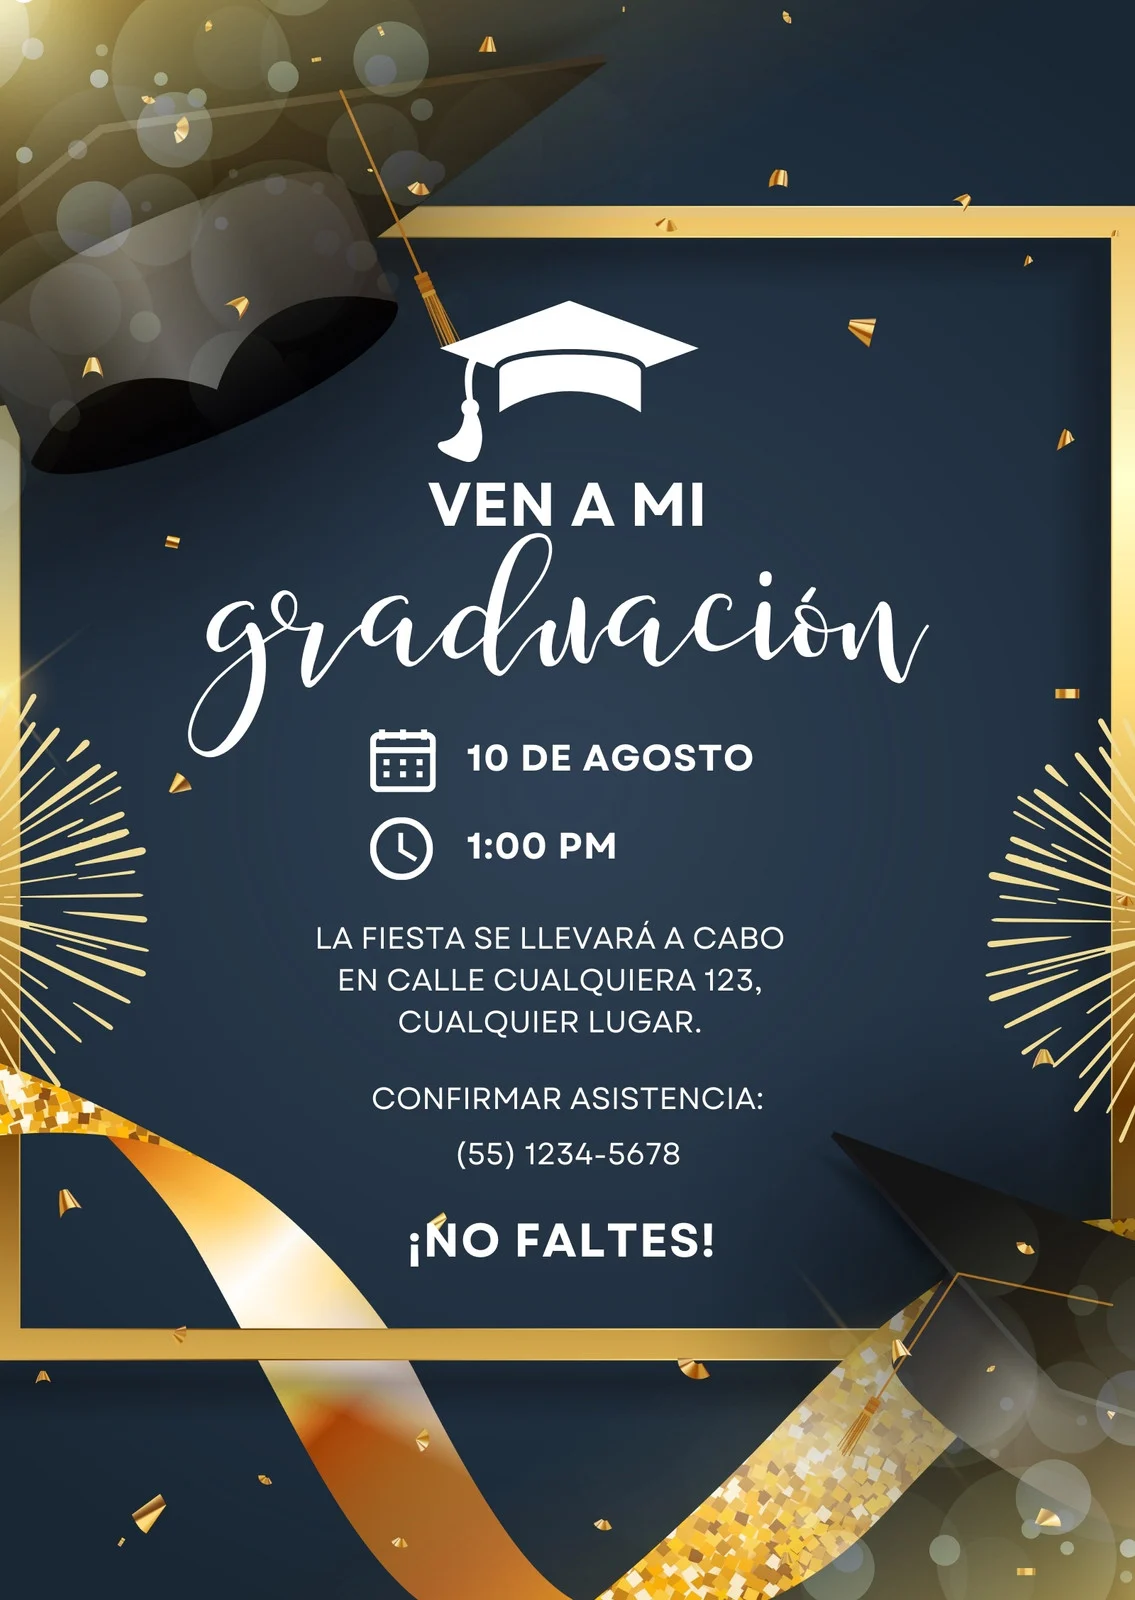 VEN A MI
graduación
10 DE AGOSTO
1:00 PM
LA FIESTA SE LLEVARÁ A CABO
EN CALLE CUALQUIERA 123,
CUALQUIER LUGAR.
CONFIRMAR ASISTENCIA:
(55) 1234-5678
¡NO FALTES!